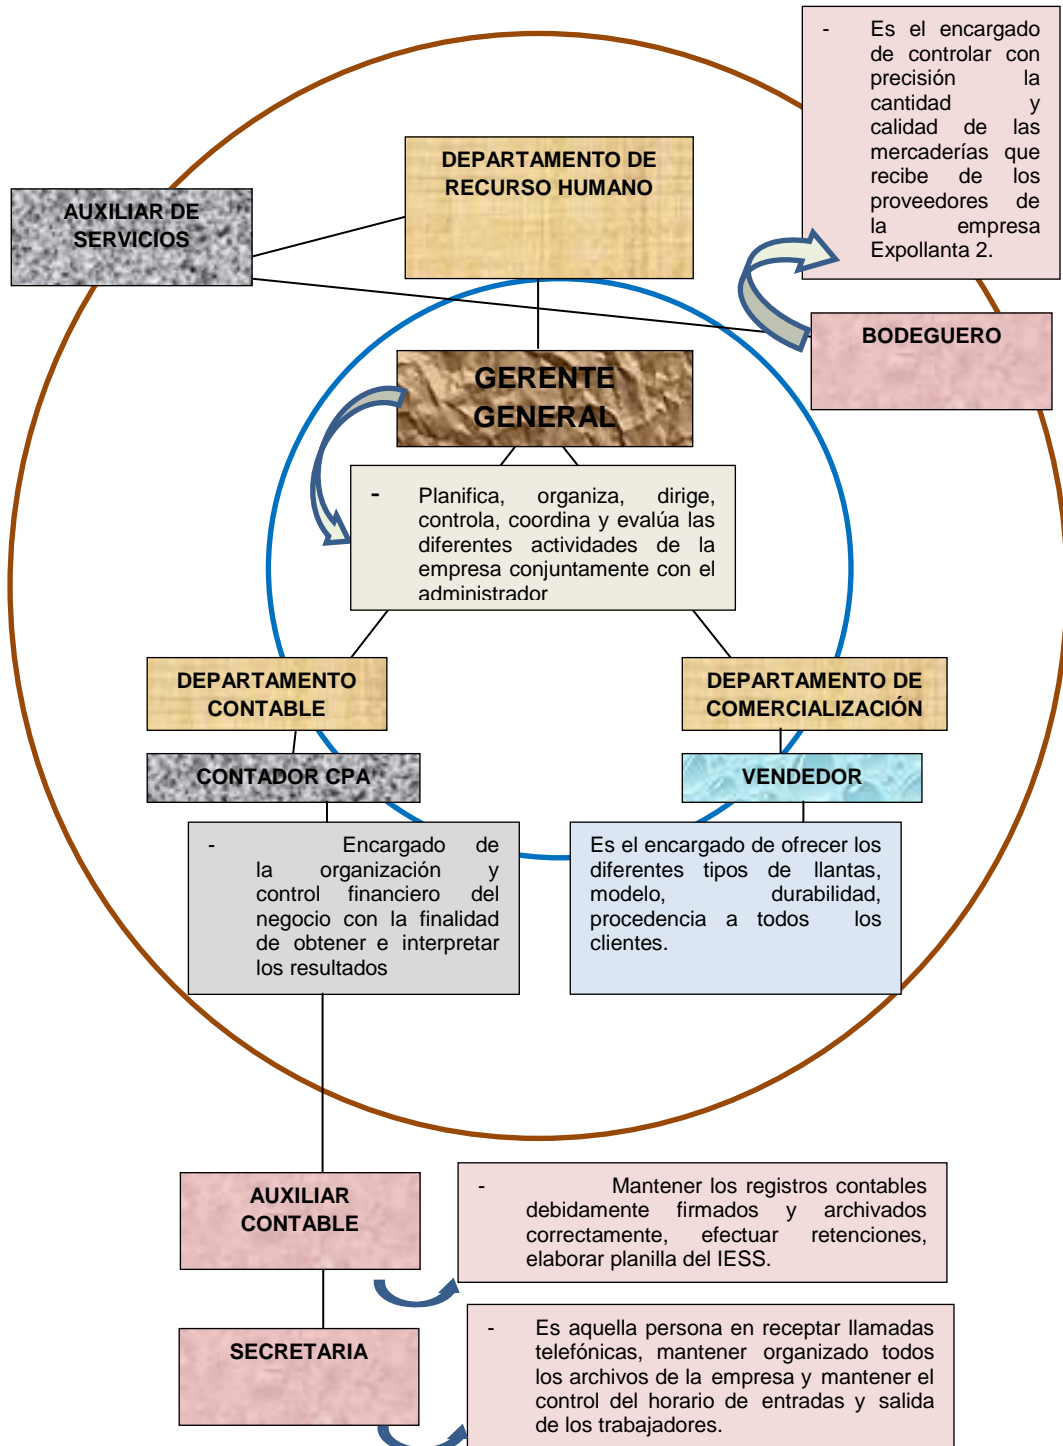 - Es el encargado
de controlar con
precisión la
cantidad y
calidad de las
mercaderías que
recibe de los
proveedores de
la empresa
Expollanta 2.
DEPARTAMENTO DE
RECURSO HUMANO
AUXILIAR DE
SERVICIOS
BODEGUERO
GERENTE
GENERAL
- Planifica, organiza, dirige,
controla, coordina y evalúa las
diferentes actividades de la
empresa conjuntamente con el
administrador
DEPARTAMENTO
CONTABLE
DEPARTAMENTO DE
COMERCIALIZACIÓN
CONTADOR CPA
VENDEDOR
- Encargado de
la organización y
control financiero del
negocio con la finalidad
de obtener e interpretar
los resultados
Es el encargado de ofrecer los
diferentes tipos de llantas,
modelo, durabilidad,
procedencia a todos los
clientes.
AUXILIAR
CONTABLE
- Mantener los registros contables
debidamente firmados y archivados
correctamente, efectuar retenciones,
elaborar planilla del IESS.
SECRETARIA
- Es aquella persona en receptar llamadas
telefónicas, mantener organizado todos
los archivos de la empresa y mantener el
control del horario de entradas y salida
de los trabajadores.